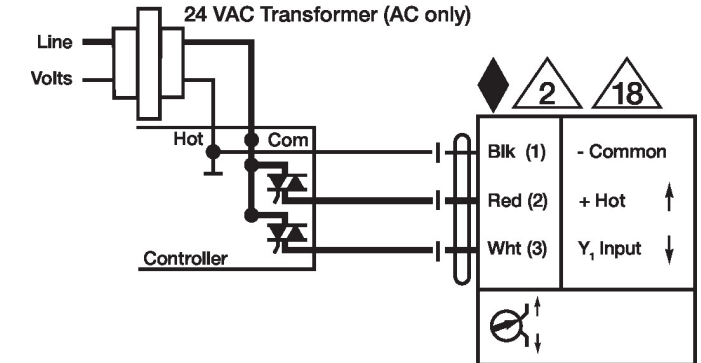 24 VAC Transformer (AC only)
Line
Volts
2
18
Hot
Com
Blk (1)
- Common
Red (2)
+ Hot
Wht (3)
Y1 Input
Controller